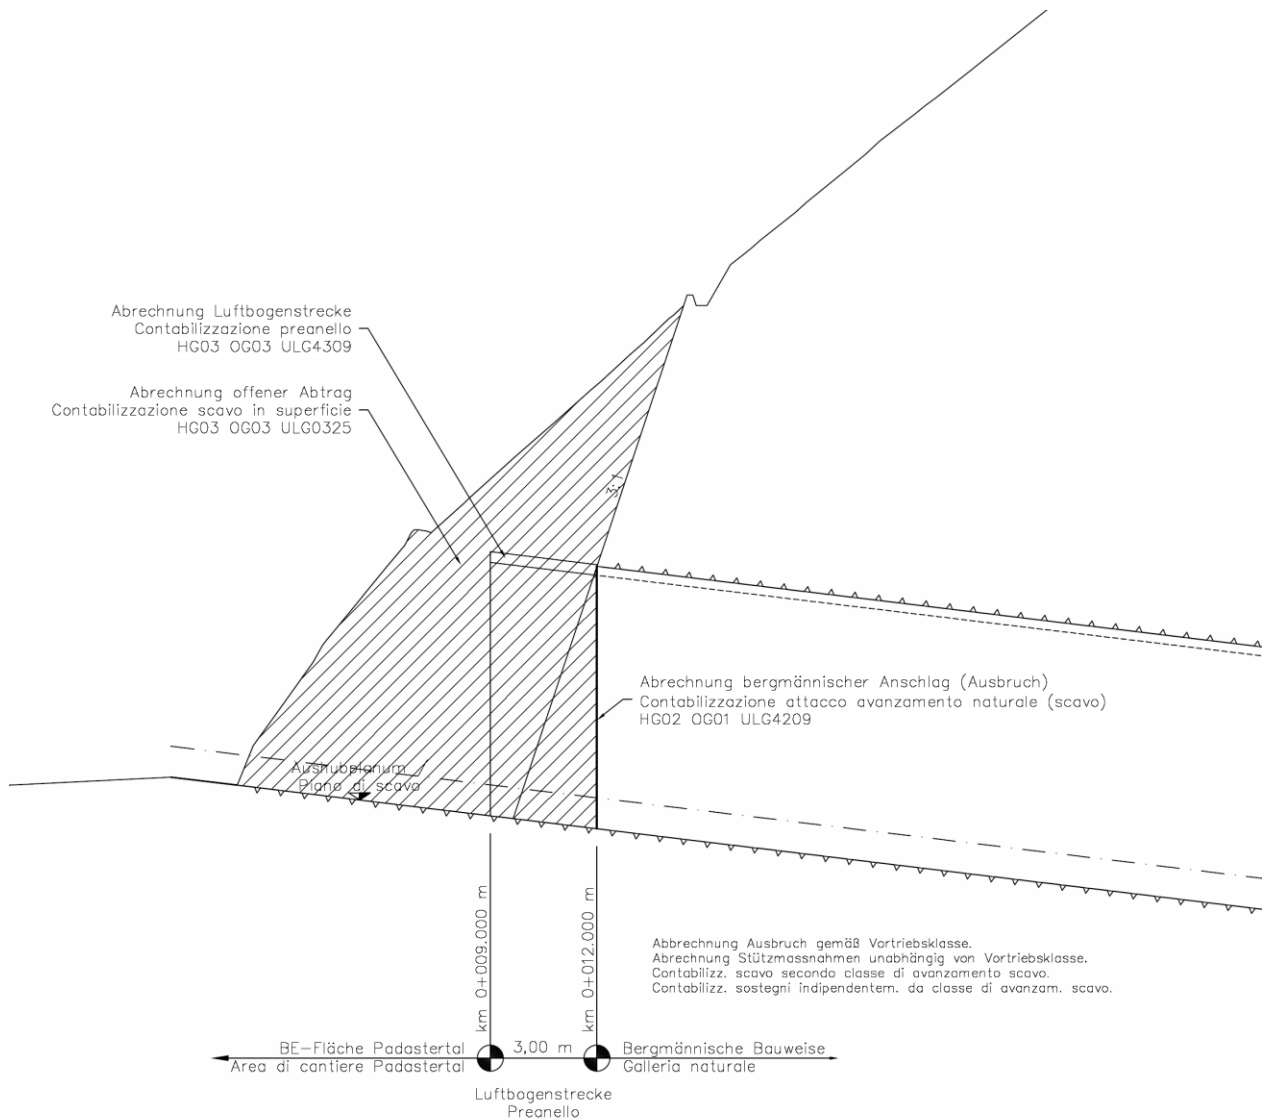 Abrechnung Luftbogenstrecke
Contabilizzazione preanello
HG03 OG03 ULG4309
Abrechnung offener Abtrag
Contabilizzazione scavo in superficie
HG03 OG03 ULG0325
3:1
Abrechnung bergmännischer Anschlag (Ausbruch)
Contabilizzazione attacco avanzamento naturale (scavo)
HG02 OG01 ULG4209
Aushubplanum
Piano di scavo
km 0+009.000 m
km 0+012.000 m
Abbrechnung Ausbruch gemäß Vortriebsklasse.
Abrechnung Stützmassnahmen unabhängig von Vortriebsklasse.
Contabilizz. scavo secondo classe di avanzamento scavo.
Contabilizz. sostegni indipendentem. da classe di avanzam. scavo.
BE-Fläche Padastertal
Area di cantiere Padastertal
3,00 m
Bergmännische Bauweise
Galleria naturale
Luftbogenstrecke
Preanello